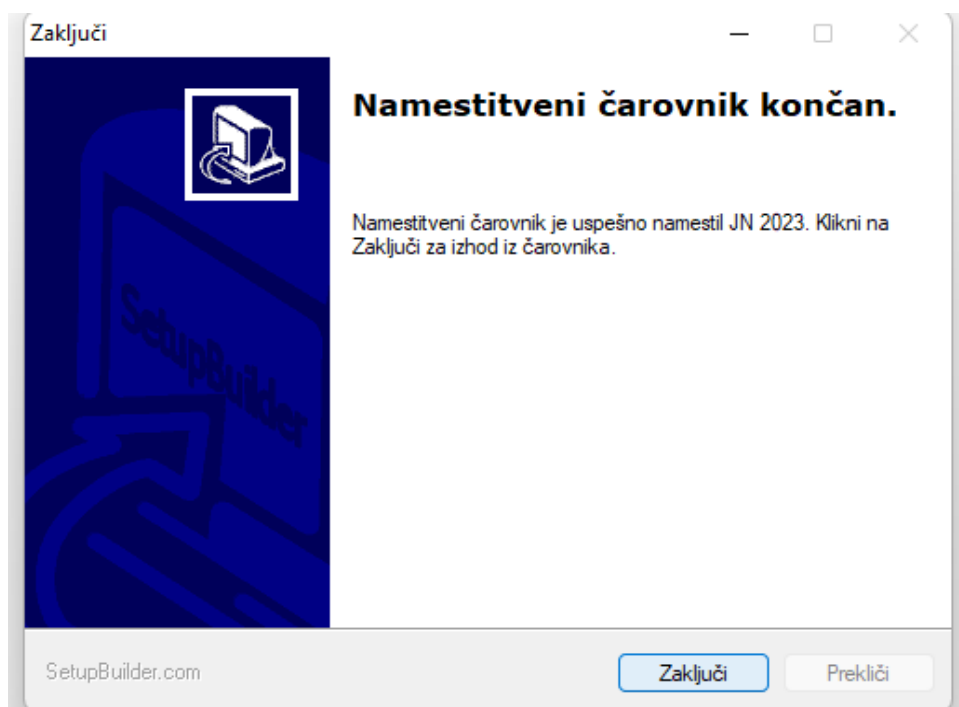 Zaključi
Namestitveni čarovnik končan.
Namestitveni čarovnik je uspešno namestil JN 2023. Klikni na
Zaključi za izhod iz čarovnika.
SetupBuilder
SetupBuilder.com
Zaključi
Prekliči